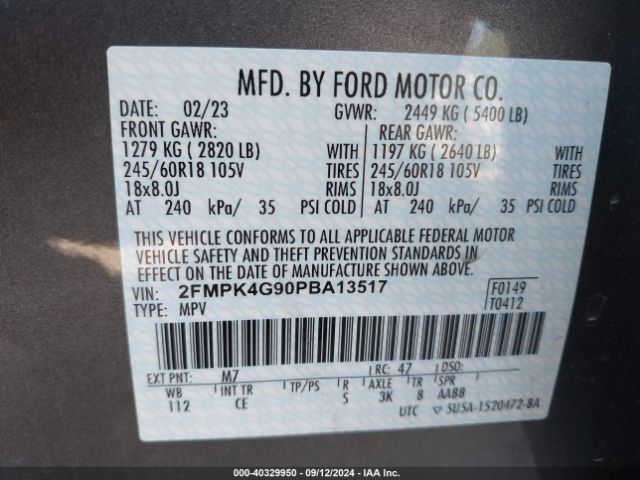 MFD. BY FORD MOTOR CO.
DATE: 02/23 GVWR: 2449 KG ( 5400 LB)
FRONT GAWR: REAR GAWR:
1279 KG ( 2820 LB) WITH 1197 KG ( 2640 LB) WITH
245/60R18 105V TIRES 245/60R18 105V TIRES
18x8.0J RIMS 18x8.0J RIMS
AT 240 kPa/ 35 PSI COLD AT 240 kPa/ 35 PSI COLD
THIS VEHICLE CONFORMS TO ALL APPLICABLE FEDERAL MOTOR
VEHICLE SAFETY AND THEFT PREVENTION STANDARDS IN
EFFECT ON THE DATE OF MANUFACTURE SHOWN ABOVE.
VIN: 2FMPK4G90PBA13517 F0149
TYPE: MPV T0412
EXT PNT: M7 RC: 47 DSO:
WB INT TR TP/PS R AXLE TR SPR
112 CE S 3K 8 AABB
UTC 5U5A-1520472-BA
000-40329950 - 09/12/2024 - IAA Inc.